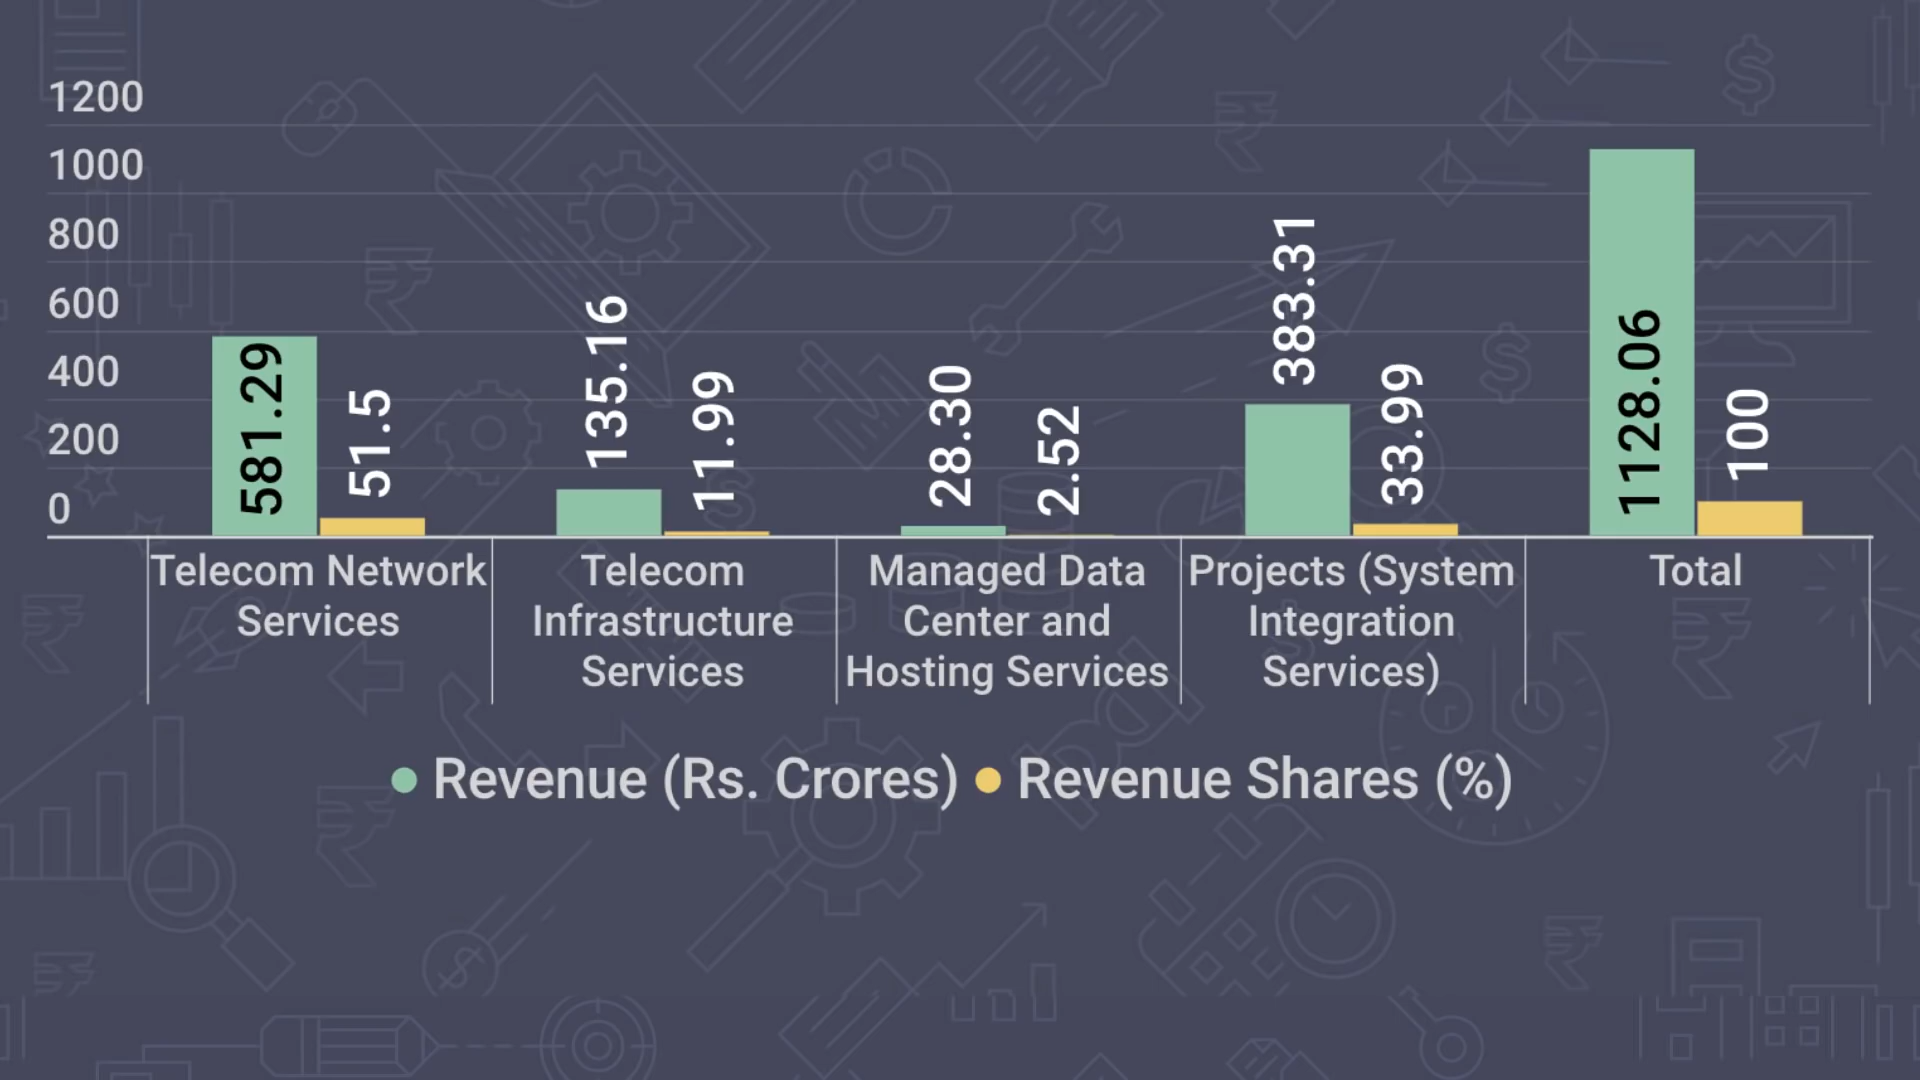 1200
1000
800
600
400
200
0
581.29
51.5
135.16
11.99
28.30
2.52
383.31
33.99
1128.06
100
Telecom Network
Services
Telecom
Infrastructure
Services
Managed Data
Center and
Hosting Services
Projects (System
Integration
Services)
Total
Revenue (Rs. Crores)
Revenue Shares (%)